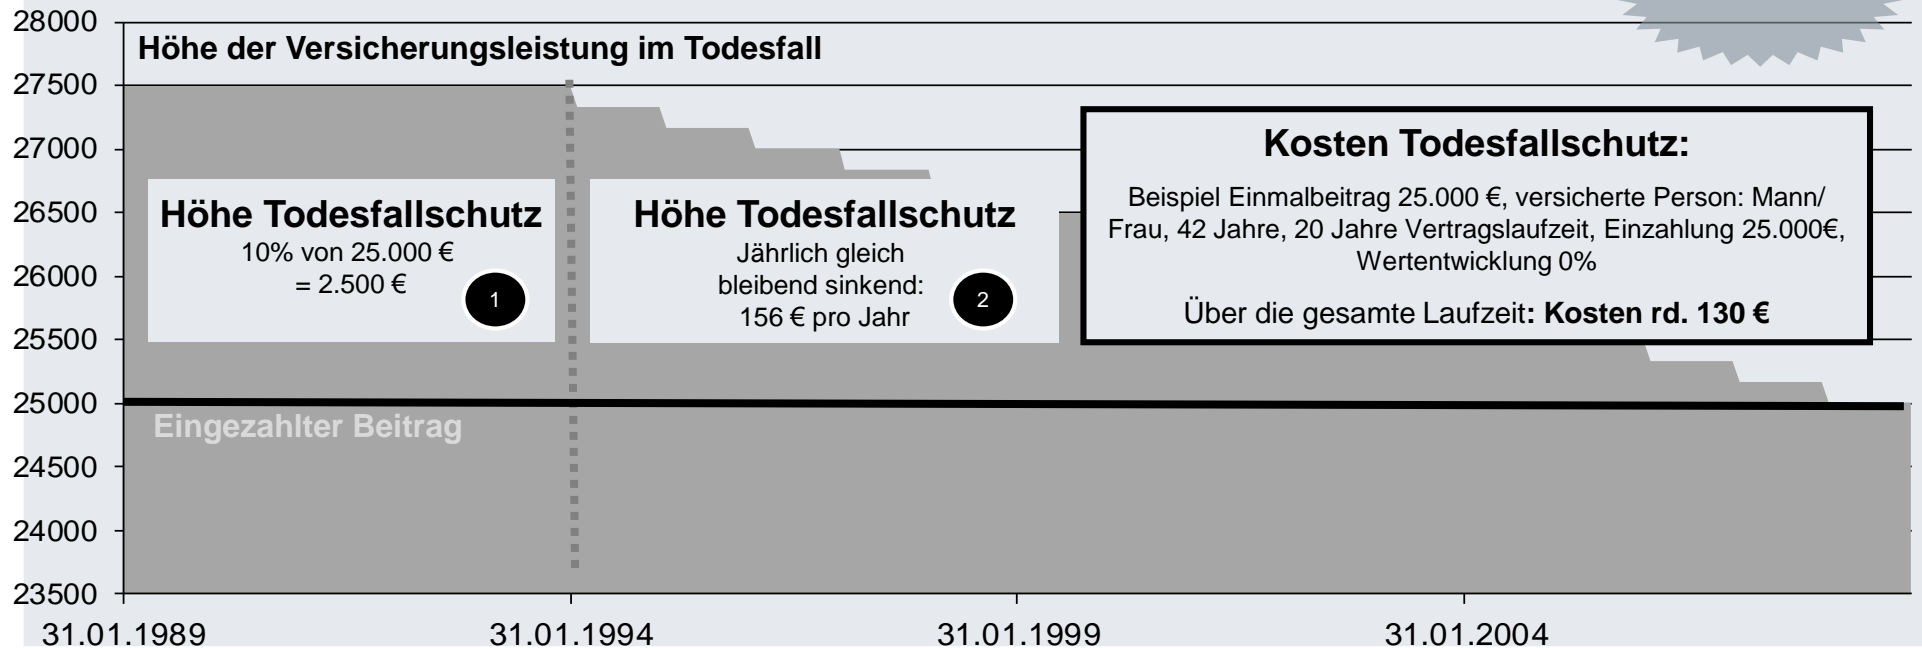 28000
27500
27000
26500
26000
25500
25000
24500
24000
23500
Höhe der Versicherungsleistung im Todesfall
Höhe Todesfallschutz
10% von 25.000 €
= 2.500 €
1
Höhe Todesfallschutz
Jährlich gleich
bleibend sinkend:
156 € pro Jahr
2
Kosten Todesfallschutz:
Beispiel Einmalbeitrag 25.000 €, versicherte Person: Mann/
Frau, 42 Jahre, 20 Jahre Vertragslaufzeit, Einzahlung 25.000€,
Wertentwicklung 0%
Über die gesamte Laufzeit: Kosten rd. 130 €
Eingezahlter Beitrag
31.01.1989
31.01.1994
31.01.1999
31.01.2004